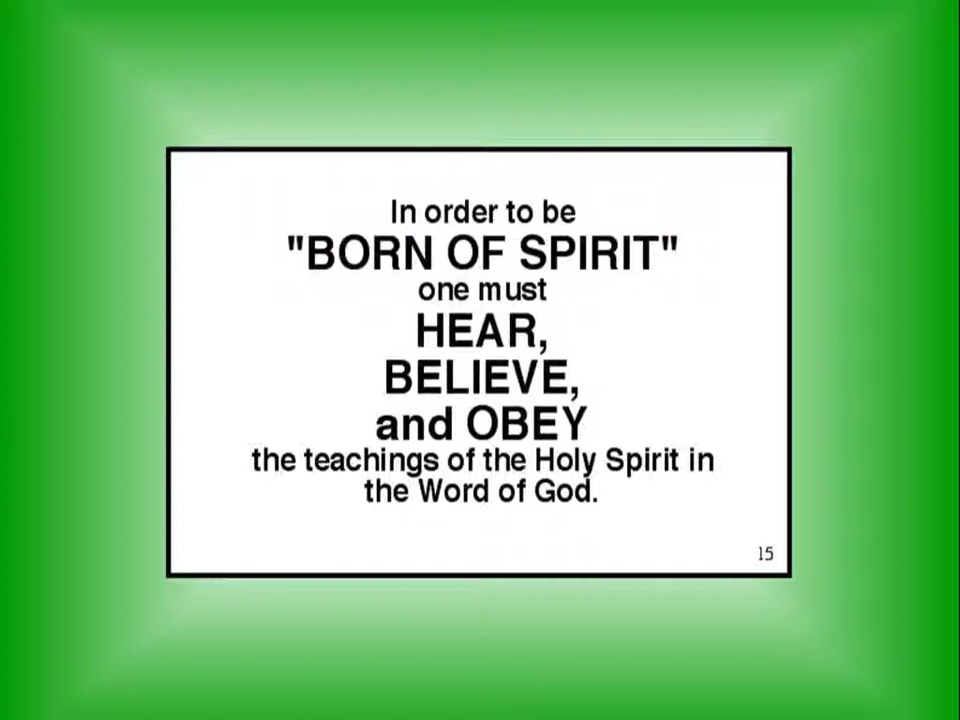 In order to be
"BORN OF SPIRIT"
one must
HEAR,
BELIEVE,
and OBEY
the teachings of the Holy Spirit in
the Word of God.
15